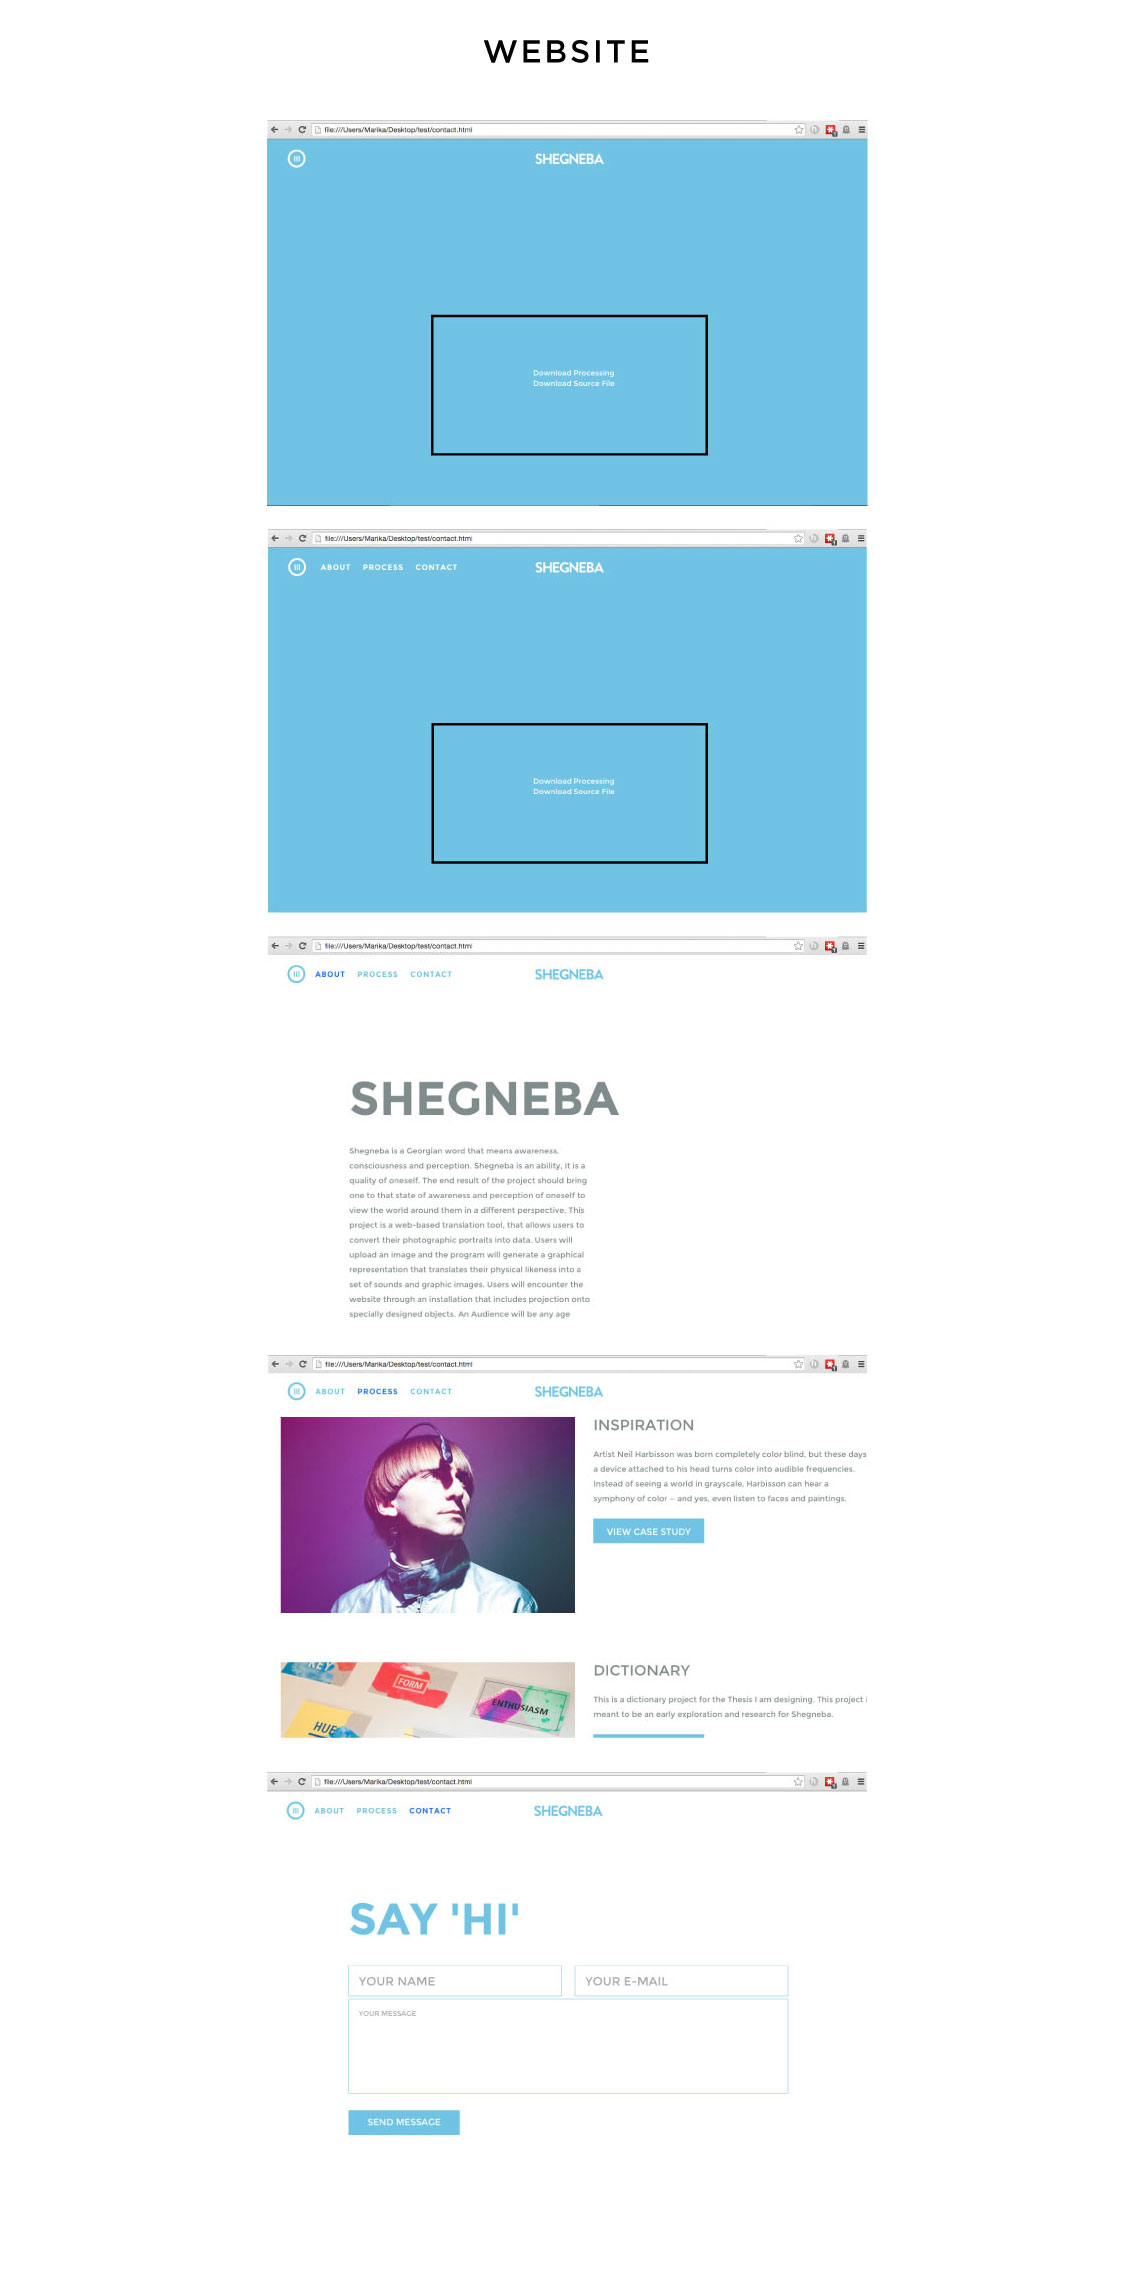 WEBSITE
file:///Users/Marika/Desktop/test/contact.html
SHEGNEBA
Download Processing
Download Source File
file:///Users/Marika/Desktop/test/contact.html
ABOUT PROCESS CONTACT SHEGNEBA
Download Processing
Download Source File
file:///Users/Marika/Desktop/test/contact.html
ABOUT PROCESS CONTACT SHEGNEBA
SHEGNEBA
Shegneba is a Georgian word that means awareness,
consciousness and perception. Shegneba is an ability, it is a
quality of oneself. The end result of the project should bring
one to that state of awareness and perception of oneself to
view the world around them in a different perspective. This
project is a web-based translation tool, that allows users to
convert their photographic portraits into data. Users will
upload an image and the program will generate a graphical
representation that translates their physical likeness into a
set of sounds and graphic images. Users will encounter the
website through an installation that includes projection onto
specially designed objects. An Audience will be any age
file:///Users/Marika/Desktop/test/contact.html
ABOUT PROCESS CONTACT SHEGNEBA
INSPIRATION
Artist Neil Harbisson was born completely color blind, but these days
a device attached to his head turns color into audible frequencies.
Instead of seeing a world in grayscale, Harbisson can hear a
symphony of color – and yes, even listen to faces and paintings.
VIEW CASE STUDY
KEY
FORM
ENTHUSIASM
HUE
DICTIONARY
This is a dictionary project for the Thesis I am designing. This project i
meant to be an early exploration and research for Shegneba.
file:///Users/Marika/Desktop/test/contact.html
ABOUT PROCESS CONTACT SHEGNEBA
SAY 'HI'
YOUR NAME YOUR E-MAIL
YOUR MESSAGE
SEND MESSAGE